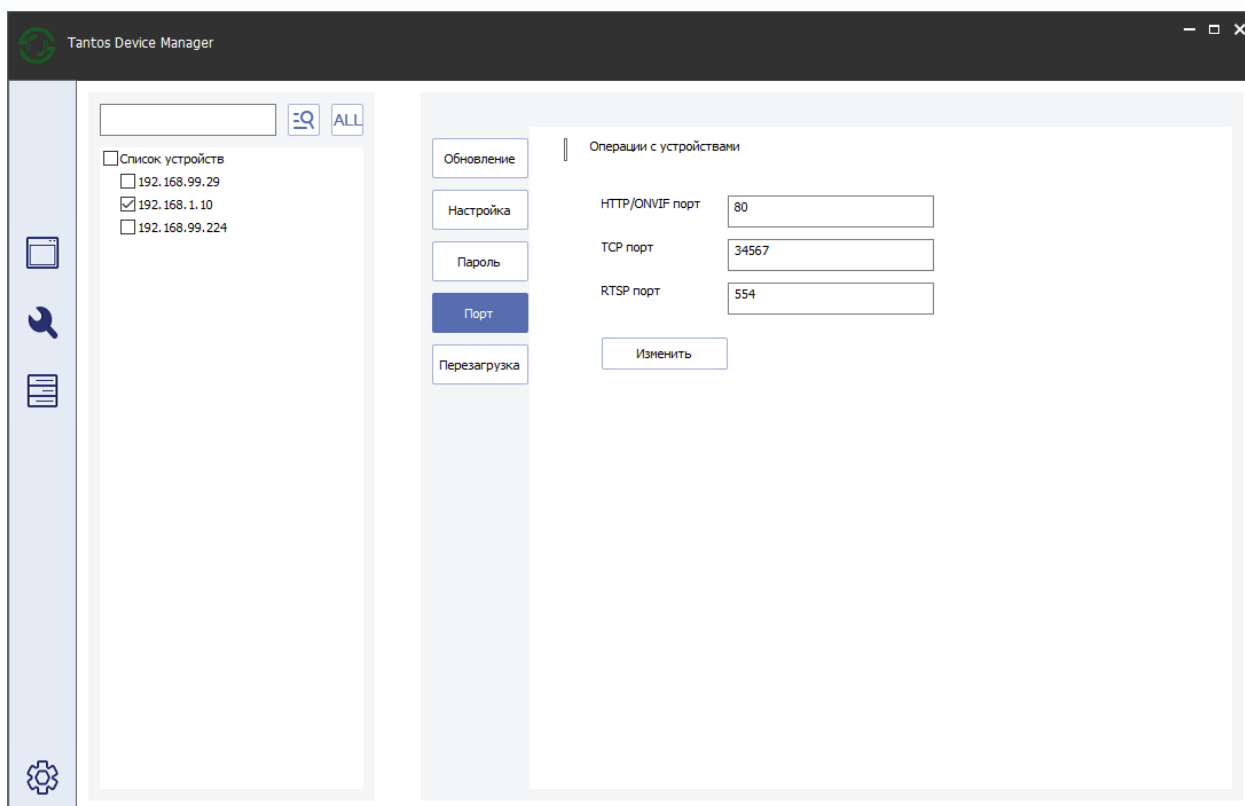 Tantos Device Manager
ALL
Список устройств
192.168.99.29
192.168.1.10
192.168.99.224
Обновление
Настройка
Пароль
Порт
Перезагрузка
Операции с устройствами
HTTP/ONVIF порт 80
TCP порт 34567
RTSP порт 554
Изменить